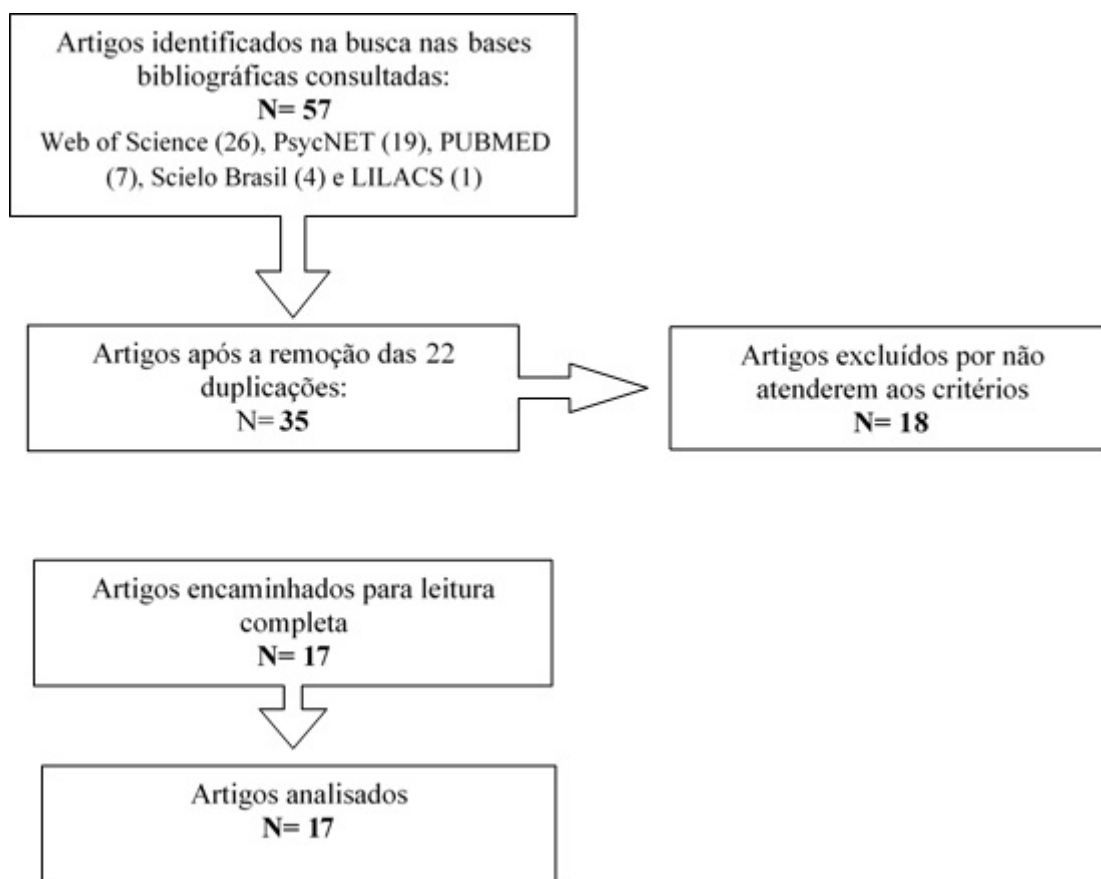 Artigos identificados na busca nas bases
bibliográficas consultadas:
N= 57
Web of Science (26), PsycNET (19), PUBMED
(7), Scielo Brasil (4) e LILACS (1)
Artigos após a remoção das 22
duplicações:
N= 35
Artigos excluídos por não
atenderem aos critérios
N= 18
Artigos encaminhados para leitura
completa
N= 17
Artigos analisados
N= 17